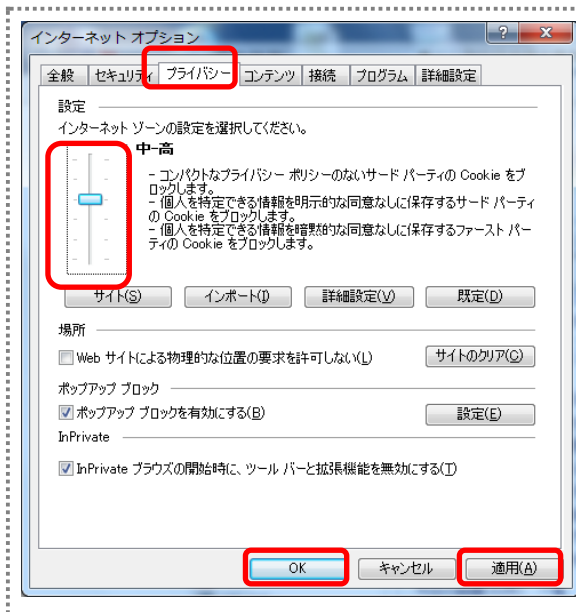 インターネット オプション
全般 セキュリティ プライバシー コンテンツ 接続 プログラム 詳細設定
設定
インターネット ゾーンの設定を選択してください。
中-高
- コンパクトなプライバシー ポリシーのないサード パーティの Cookie をブ
ロックします。
- 個人を特定できる情報を明示的な同意なしに保存するサード パーティ
の Cookie をブロックします。
- 個人を特定できる情報を暗黙的な同意なしに保存するファースト パー
ティの Cookie をブロックします。
サイト(S) インポート(I) 詳細設定(V) 既定(D)
場所
Web サイトによる物理的な位置の要求を許可しない(L) サイトのクリア(C)
ポップアップ ブロック
ポップアップ ブロックを有効にする(B) 設定(E)
InPrivate
InPrivate ブラウズの開始時に、ツール バーと拡張機能を無効にする(T)
OK キャンセル 適用(A)